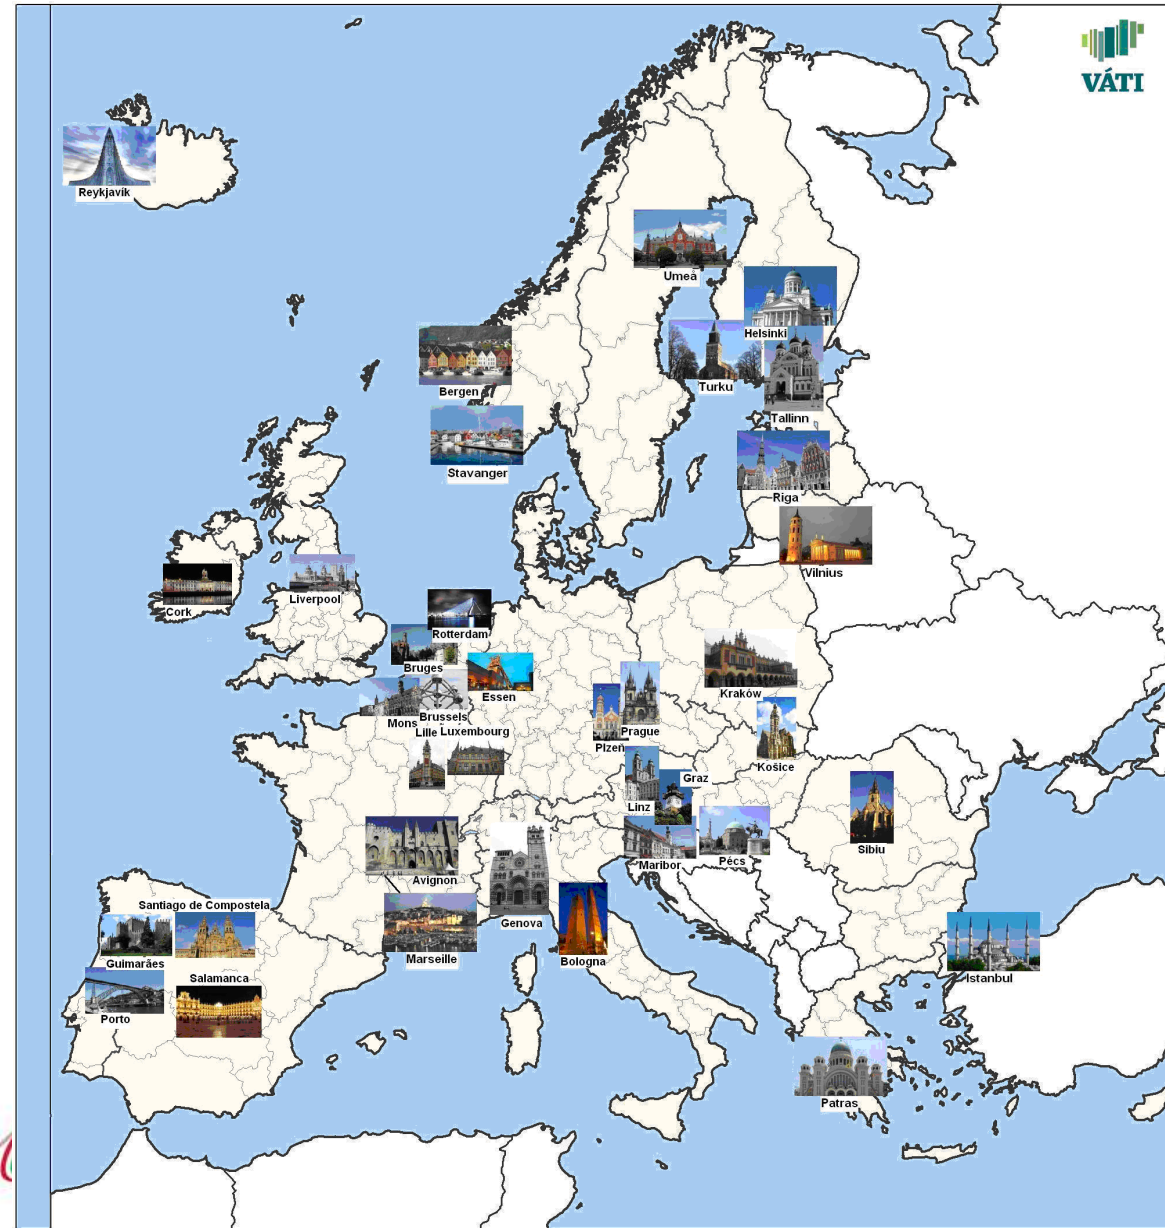 VÁTI
Reykjavík
Umeå
Helsinki
Bergen
Turku
Tallinn
Stavanger
Riga
Vilnius
Liverpool
Cork
Rotterdam
Bruges
Essen
Kraków
Mons
Brussels
Lille
Luxembourg
Prague
Plzeň
Košice
Graz
Linz
Sibiu
Maribor
Pécs
Avignon
Santiago de Compostela
Genova
Guimarães
Marseille
Bologna
Salamanca
Istanbul
Porto
Patras